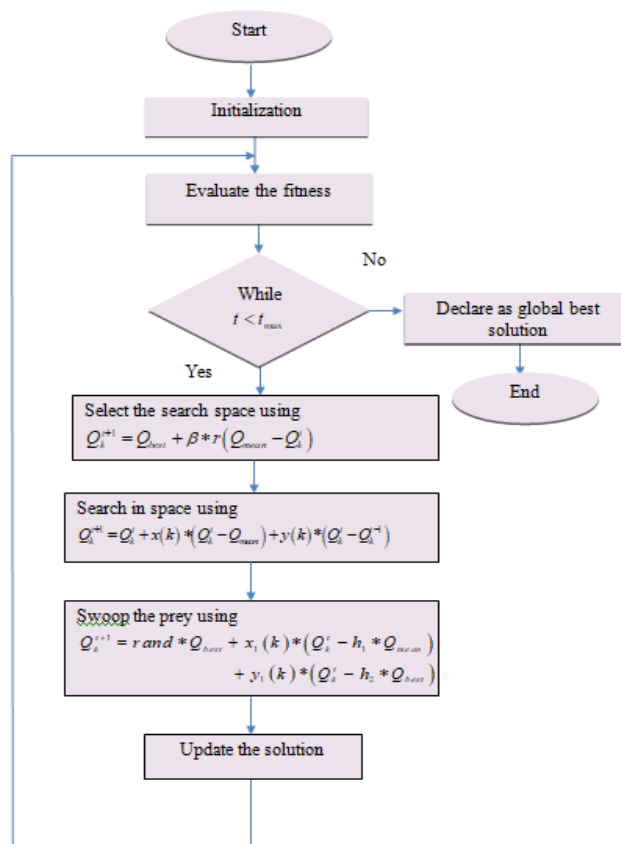 Start
Initialization
Evaluate the fitness
No
While
t < t_max
Declare as global best
solution
Yes
End
Select the search space using
Q_k^{t+1} = Q_best + β * r(Q_mean − Q_k^t)
Search in space using
Q_k^{t+1} = Q_k^t + x(k) * (Q_k^t − Q_mean) + y(k) * (Q_k^t − Q_k^{t−1})
Swoop the prey using
Q_k^{t+1} = rand * Q_best + x_1(k) * (Q_k^t − h_1 * Q_mean)
+ y_1(k) * (Q_k^t − h_2 * Q_best)
Update the solution